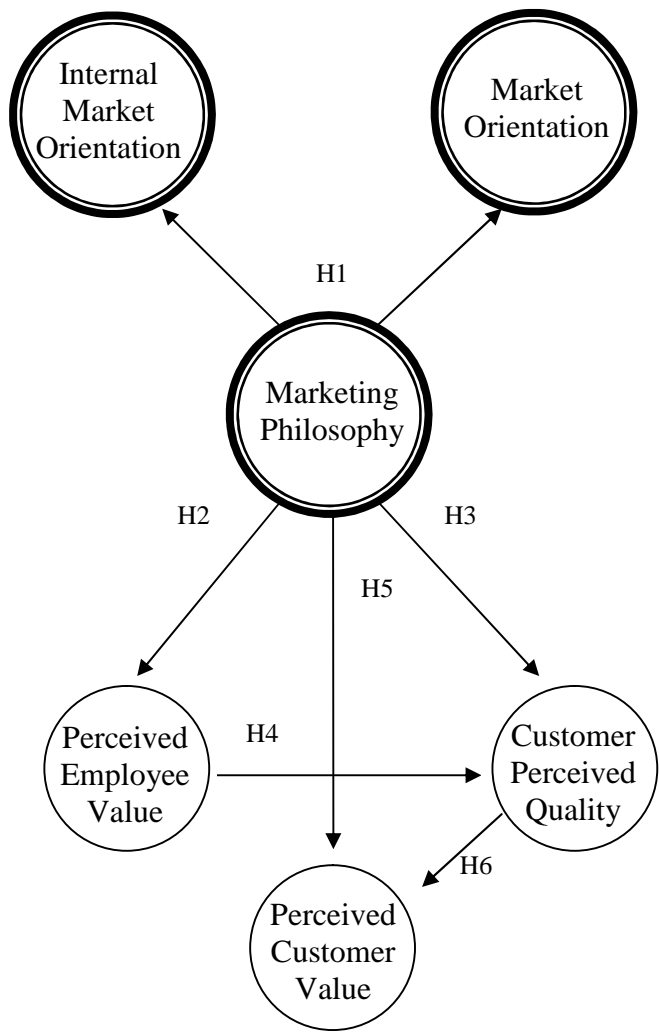 Internal
Market
Orientation
Market
Orientation
H1
Marketing
Philosophy
H2
H3
H5
Perceived
Employee
Value
H4
Customer
Perceived
Quality
H6
Perceived
Customer
Value